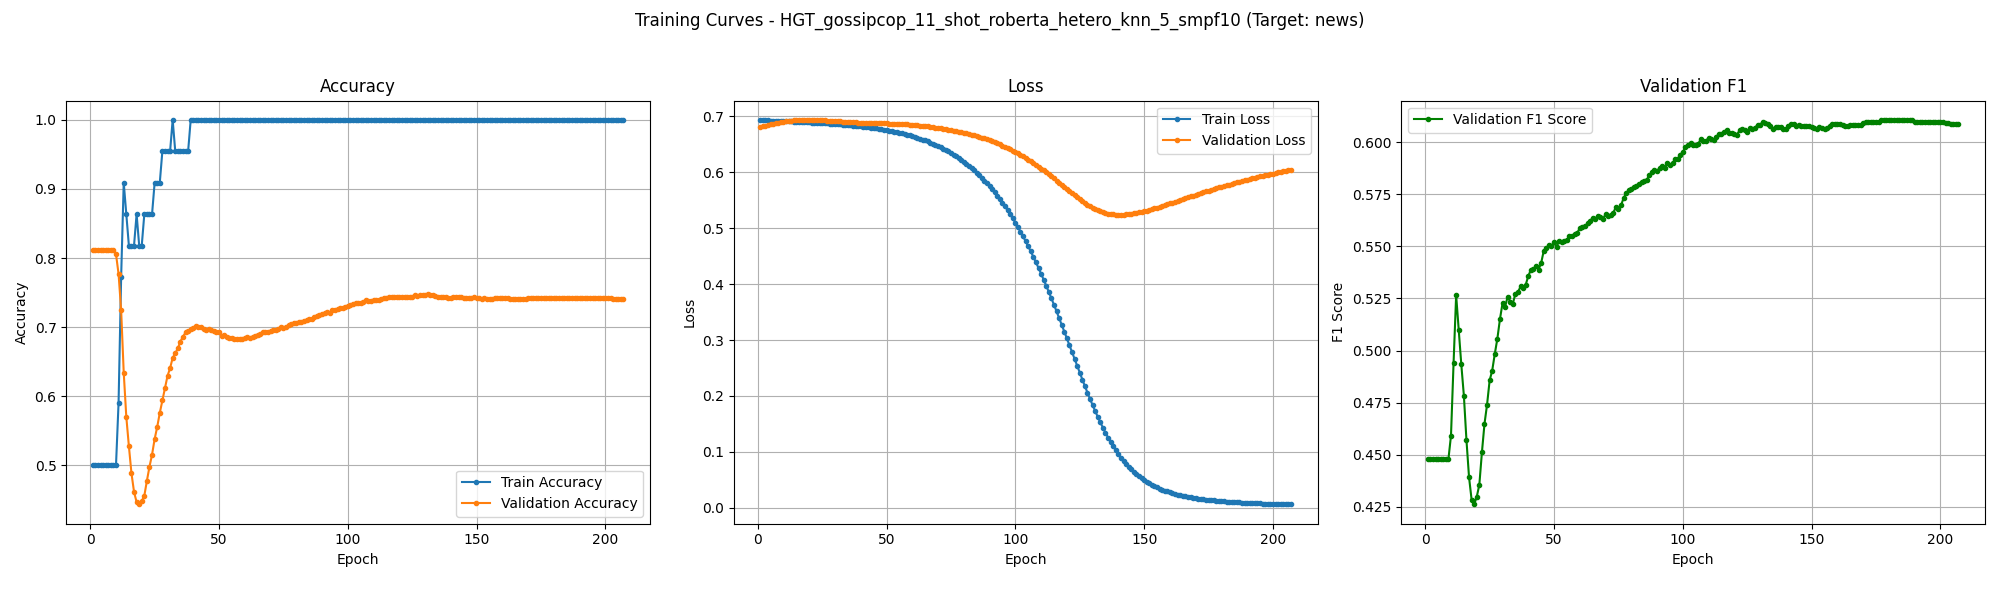 Training Curves - HGT_gossipcop_11_shot_roberta_hetero_knn_5_smpf10 (Target: news)
Accuracy
1.0
0.9
0.8
0.7
0.6
0.5
Accuracy
0 50 100 150 200
Epoch
Train Accuracy
Validation Accuracy
Loss
0.7
0.6
0.5
0.4
0.3
0.2
0.1
0.0
Loss
0 50 100 150 200
Epoch
Train Loss
Validation Loss
Validation F1
0.600
0.575
0.550
0.525
0.500
0.475
0.450
0.425
F1 Score
0 50 100 150 200
Epoch
Validation F1 Score